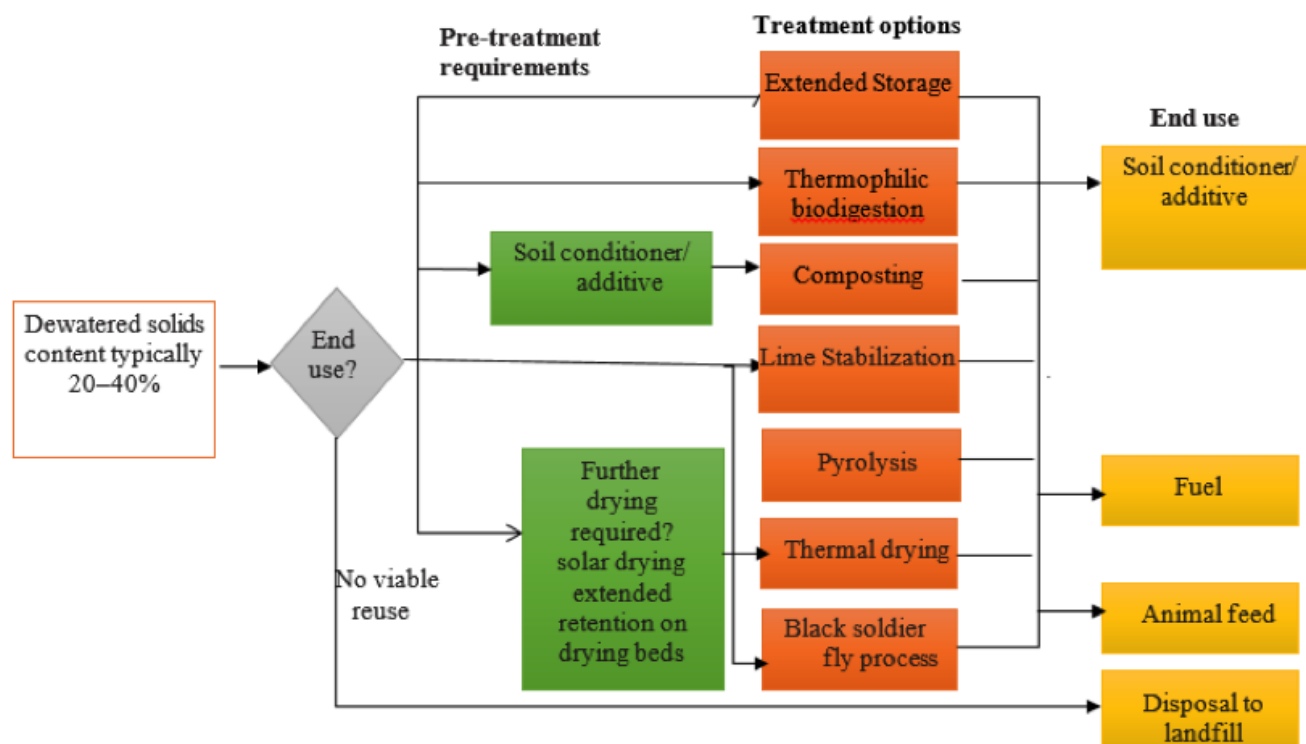 Pre-treatment
requirements
Treatment options
Extended Storage
End use
Thermophilic
biodigestion
Soil conditioner/
additive
Soil conditioner/
additive
Composting
Dewatered solids
content typically
20–40%
End
use?
Lime Stabilization
Pyrolysis
Further
drying
required?
solar drying
extended
retention on
drying beds
Fuel
Thermal drying
No viable
reuse
Black soldier
fly process
Animal feed
Disposal to
landfill